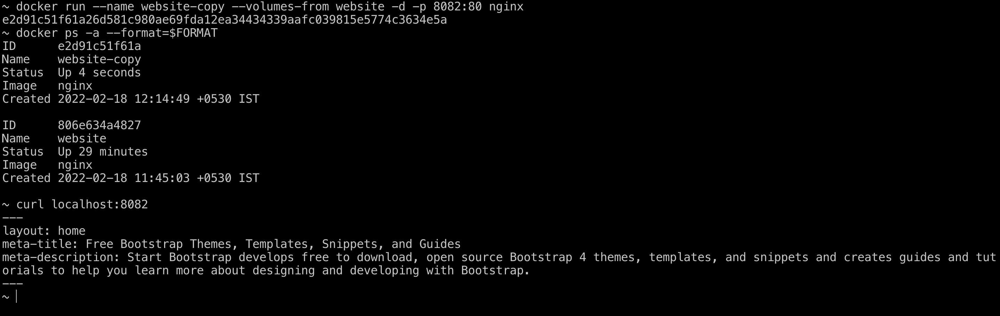 ~ docker run --name website-copy --volumes-from website -d -p 8082:80 nginx
e2d91c51f61a26d581c980ae69fda12ea34434339aafc039815e5774c3634e5a
~ docker ps -a --format=$FORMAT
ID      e2d91c51f61a
Name    website-copy
Status  Up 4 seconds
Image   nginx
Created 2022-02-18 12:14:49 +0530 IST

ID      806e634a4827
Name    website
Status  Up 29 minutes
Image   nginx
Created 2022-02-18 11:45:03 +0530 IST

~ curl localhost:8082
---
layout: home
meta-title: Free Bootstrap Themes, Templates, Snippets, and Guides
meta-description: Start Bootstrap develops free to download, open source Bootstrap 4 themes, templates, and snippets and creates guides and tut
orials to help you learn more about designing and developing with Bootstrap.
---
~